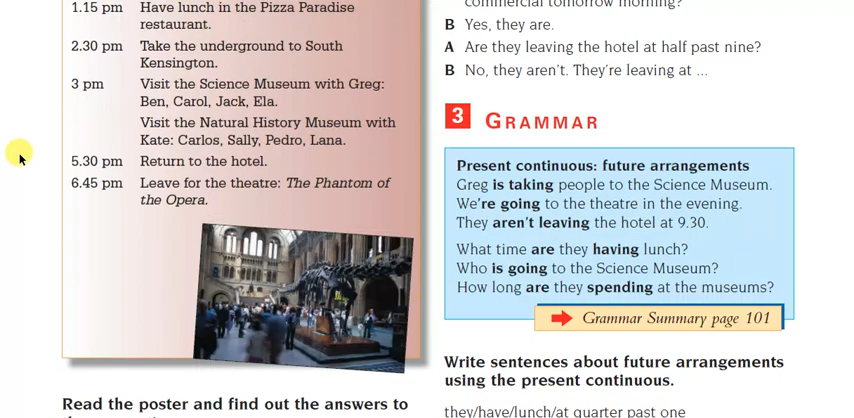 1.15 pm Have lunch in the Pizza Paradise
restaurant.
2.30 pm Take the underground to South
Kensington.
3 pm Visit the Science Museum with Greg:
Ben, Carol, Jack, Ela.
Visit the Natural History Museum with
Kate: Carlos, Sally, Pedro, Lana.
5.30 pm Return to the hotel.
6.45 pm Leave for the theatre: The Phantom of
the Opera.
Read the poster and find out the answers to
commercial tomorrow morning?
B Yes, they are.
A Are they leaving the hotel at half past nine?
B No, they aren't. They're leaving at ...
3 GRAMMAR
Present continuous: future arrangements
Greg is taking people to the Science Museum.
We're going to the theatre in the evening.
They aren't leaving the hotel at 9.30.
What time are they having lunch?
Who is going to the Science Museum?
How long are they spending at the museums?
Grammar Summary page 101
Write sentences about future arrangements
using the present continuous.
they/have/lunch/at quarter past one